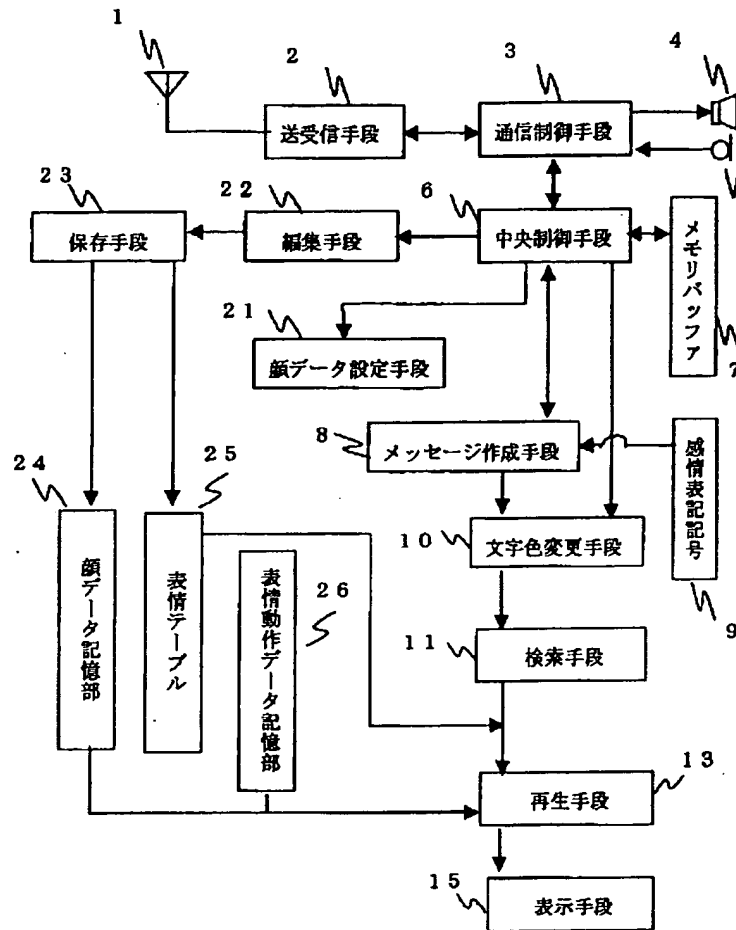 1
2
3
4
送受信手段
通信制御手段
23
22
6
保存手段
編集手段
中央制御手段
メモリバッファ
7
21
顔データ設定手段
8
メッセージ作成手段
感情表記記号
9
24
25
顔データ記憶部
表情テーブル
表情動作データ記憶部
26
10
文字色変更手段
11
検索手段
13
再生手段
15
表示手段